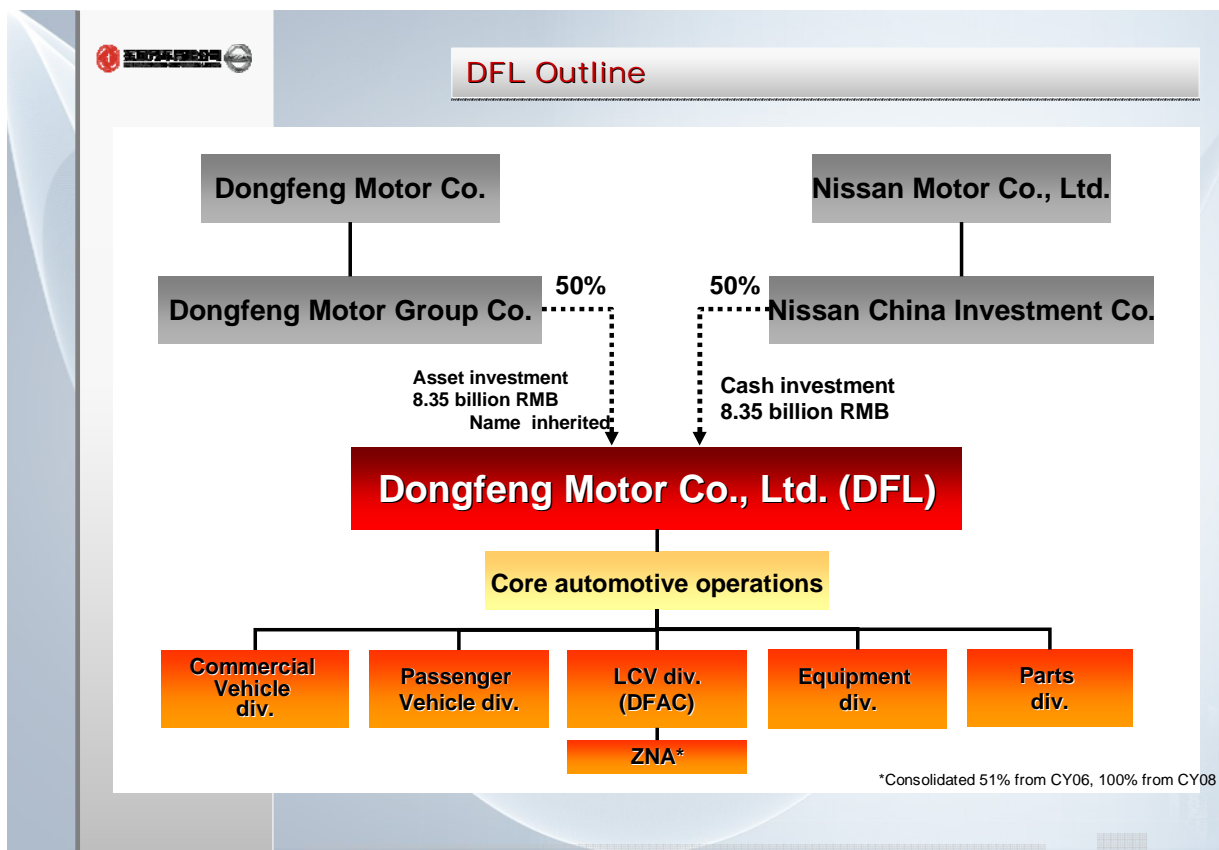 DFL Outline
Dongfeng Motor Co.
Nissan Motor Co., Ltd.
Dongfeng Motor Group Co.
50%
50%
Nissan China Investment Co.
Asset investment
8.35 billion RMB
Name inherited
Cash investment
8.35 billion RMB
Dongfeng Motor Co., Ltd. (DFL)
Core automotive operations
Commercial
Vehicle
div.
Passenger
Vehicle div.
LCV div.
(DFAC)
Equipment
div.
Parts
div.
ZNA*
*Consolidated 51% from CY06, 100% from CY08